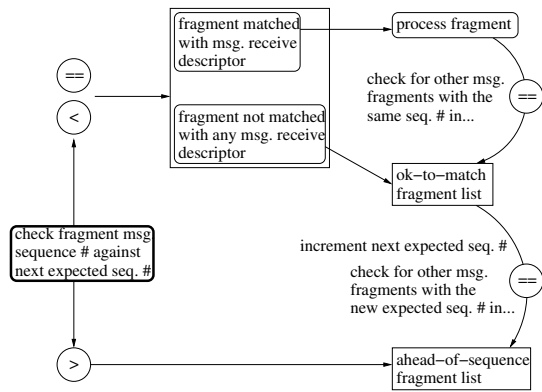 fragment matched
with msg. receive
descriptor
process fragment
==
<
fragment not matched
with any msg. receive
descriptor
check for other msg.
fragments with the
same seq. # in...
==
ok-to-match
fragment list
check fragment msg
sequence # against
next expected seq. #
increment next expected seq. #
check for other msg.
fragments with the
new expected seq. # in...
==
>
ahead-of-sequence
fragment list